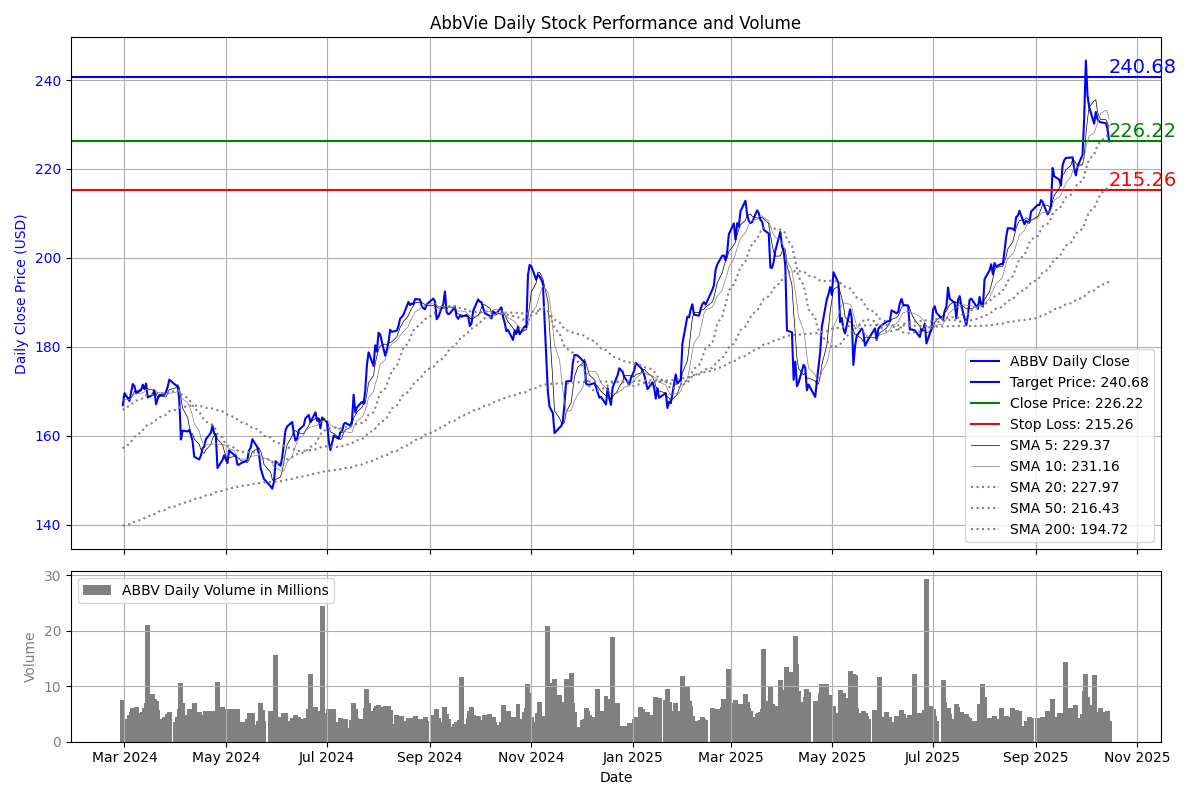 AbbVie Daily Stock Performance and Volume
Daily Close Price (USD)
240
220
200
180
160
140
240.68
226.22
215.26
ABBV Daily Close
Target Price: 240.68
Close Price: 226.22
Stop Loss: 215.26
SMA 5: 229.37
SMA 10: 231.16
SMA 20: 227.97
SMA 50: 216.43
SMA 200: 194.72
Volume
30
20
10
0
ABBV Daily Volume in Millions
Mar 2024 May 2024 Jul 2024 Sep 2024 Nov 2024 Jan 2025 Mar 2025 May 2025 Jul 2025 Sep 2025 Nov 2025
Date